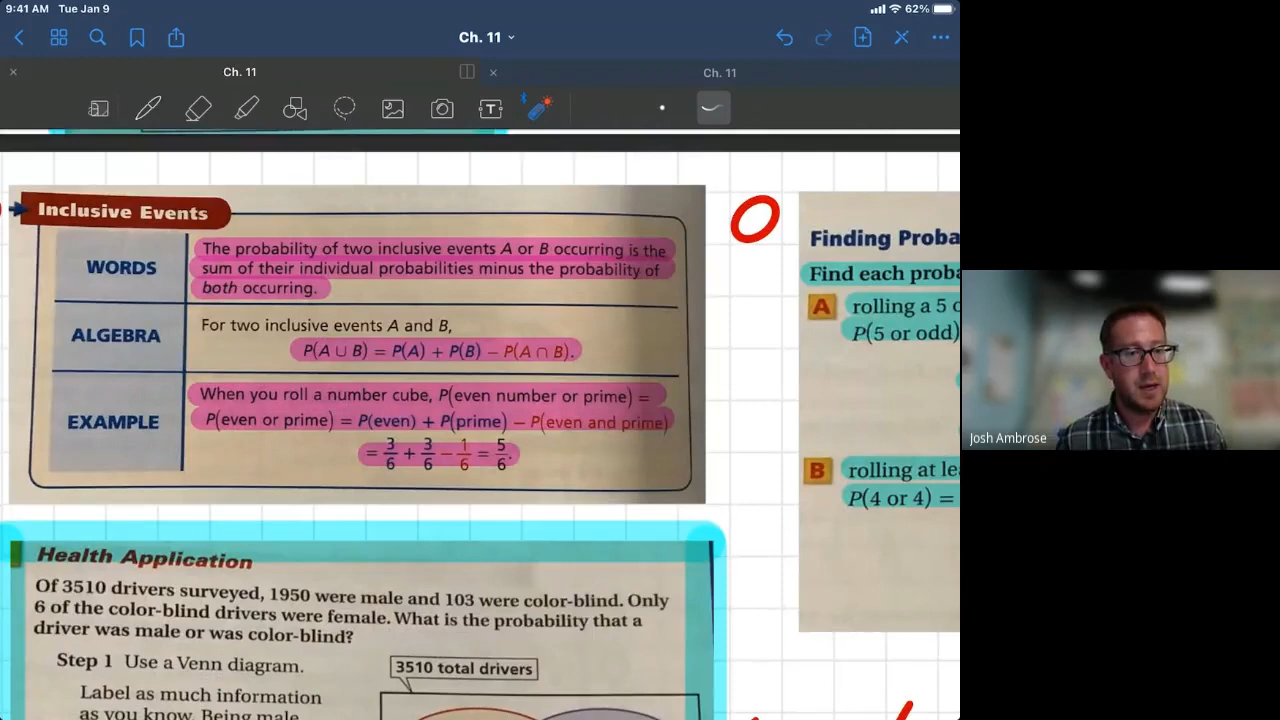 9:41 AM Tue Jan 9
62%
Ch. 11
Ch. 11
Ch. 11
T
Inclusive Events
WORDS
The probability of two inclusive events A or B occurring is the
sum of their individual probabilities minus the probability of
both occurring.
ALGEBRA
For two inclusive events A and B,
P(A ∪ B) = P(A) + P(B) − P(A ∩ B).
EXAMPLE
When you roll a number cube, P(even number or prime) =
P(even or prime) = P(even) + P(prime) − P(even and prime)
= 3/6 + 3/6 − 1/6 = 5/6.
Health Application
Of 3510 drivers surveyed, 1950 were male and 103 were color-blind. Only
6 of the color-blind drivers were female. What is the probability that a
driver was male or was color-blind?
Step 1 Use a Venn diagram.
Label as much information
as you know. Being male
3510 total drivers
Finding Proba
Find each proba
A rolling a 5 o
P(5 or odd)
B rolling at le
P(4 or 4) =
Josh Ambrose